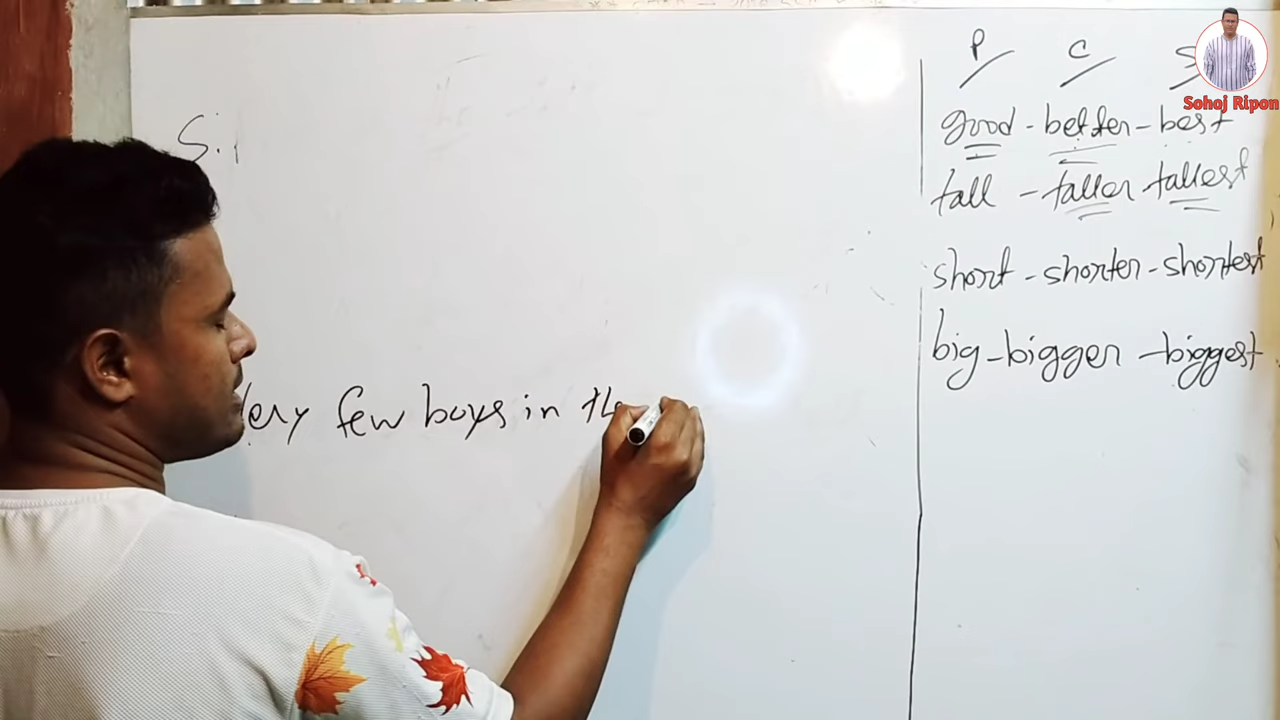 P C S
Sohoj Ripon
good - better - best
tall - taller tallest
short - shorter - shortest
big - bigger - biggest
Very few boys in the